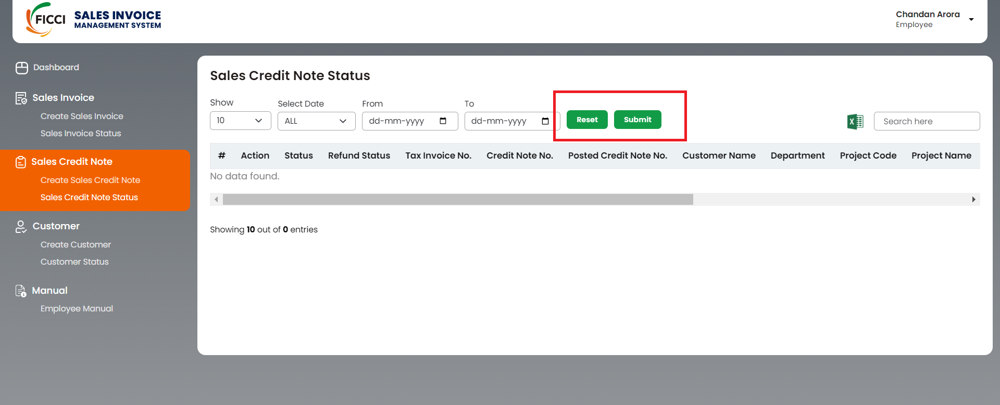 FICCI
SALES INVOICE
MANAGEMENT SYSTEM
Chandan Arora
Employee
Dashboard
Sales Invoice
Create Sales Invoice
Sales Invoice Status
Sales Credit Note
Create Sales Credit Note
Sales Credit Note Status
Customer
Create Customer
Customer Status
Manual
Employee Manual
Sales Credit Note Status
Show Select Date From To
10 ALL dd-mm-yyyy dd-mm-yyyy Reset Submit X Search here
# Action Status Refund Status Tax Invoice No. Credit Note No. Posted Credit Note No. Customer Name Department Project Code Project Name
No data found.
Showing 10 out of 0 entries